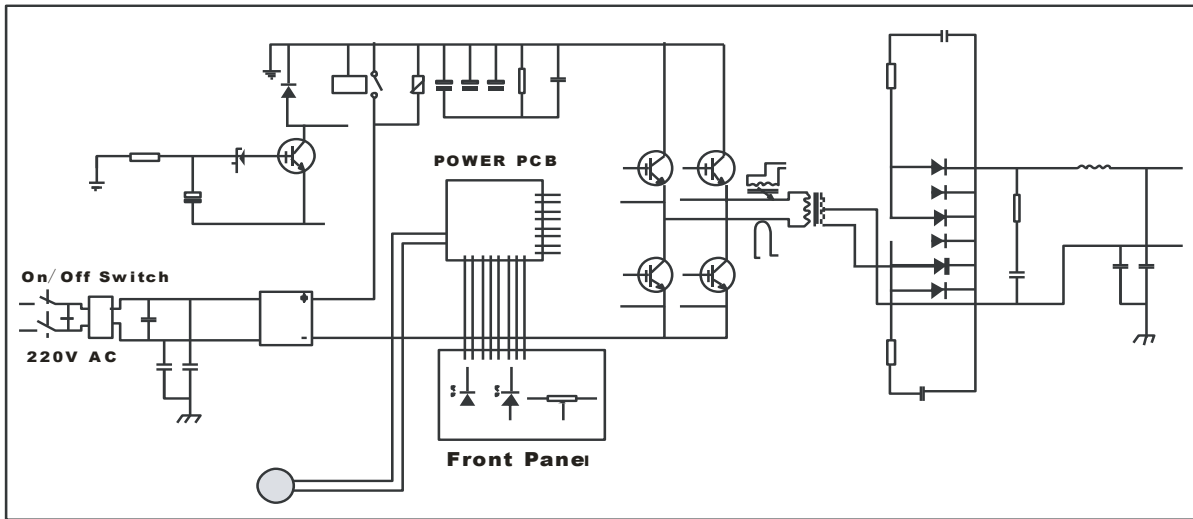 POWER PCB
On/Off Switch
220V AC
+
-
Front Panel